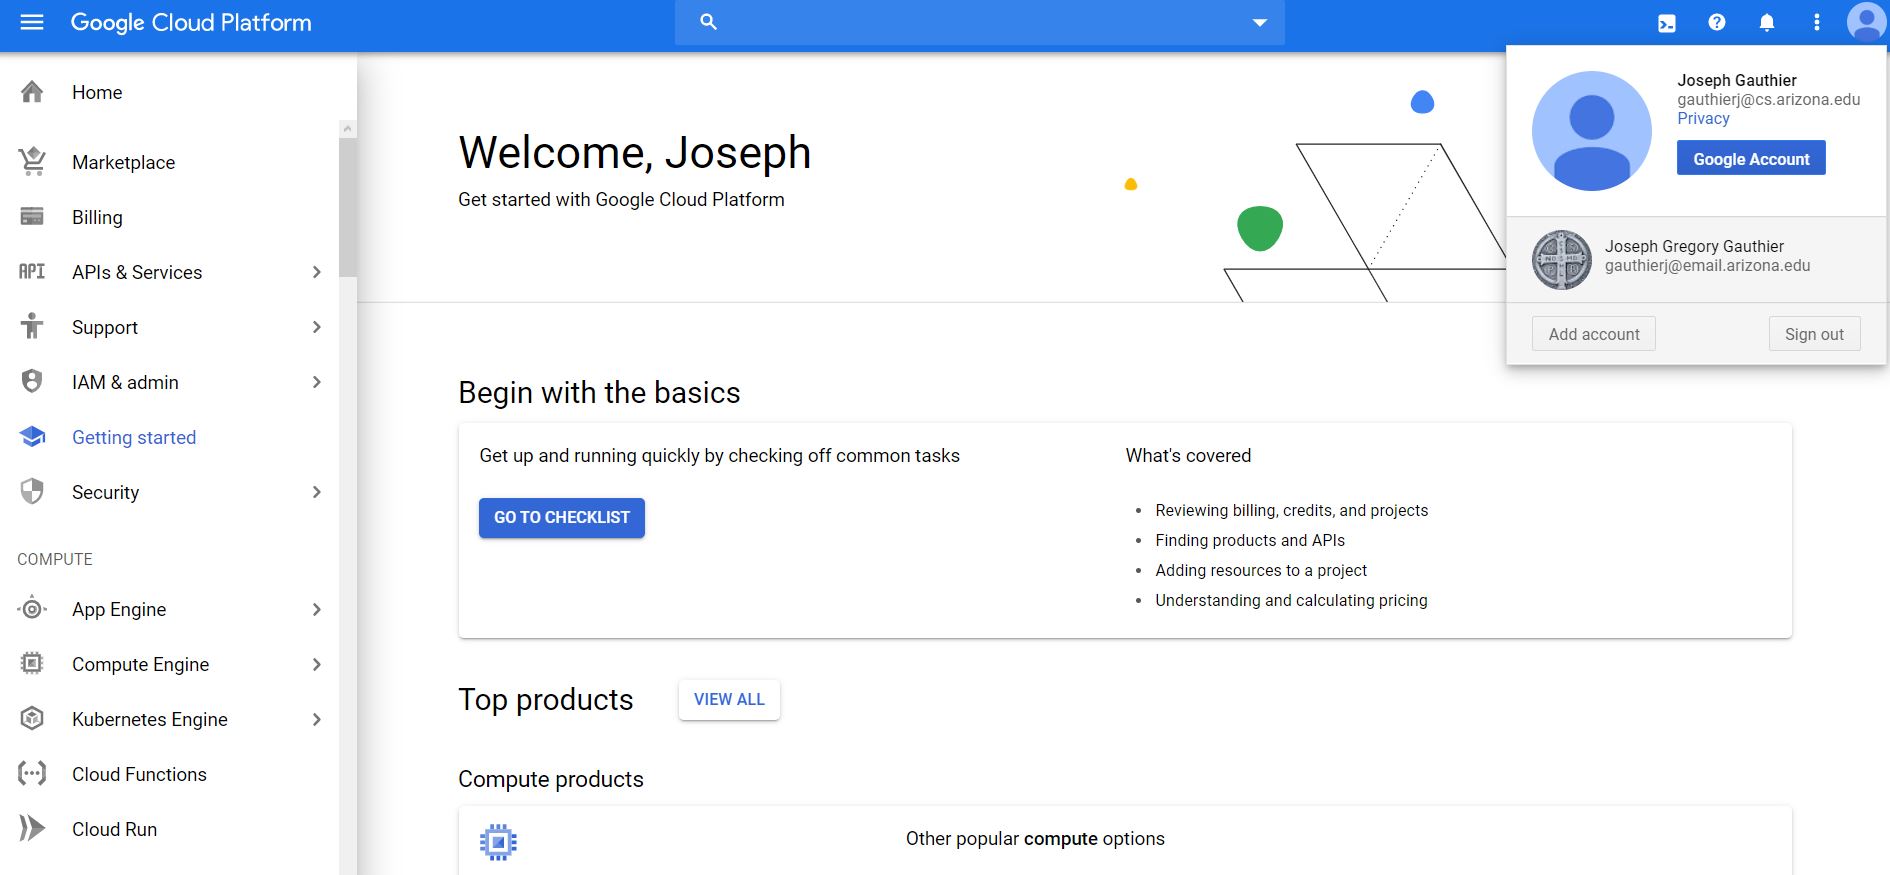 Google Cloud Platform
Home
Marketplace
Billing
API
APIs & Services
Support
IAM & admin
Getting started
Security
COMPUTE
App Engine
Compute Engine
Kubernetes Engine
Cloud Functions
Cloud Run
Welcome, Joseph
Get started with Google Cloud Platform
Joseph Gauthier
gauthierj@cs.arizona.edu
Privacy
Google Account
Joseph Gregory Gauthier
gauthierj@email.arizona.edu
Add account
Sign out
Begin with the basics
Get up and running quickly by checking off common tasks
GO TO CHECKLIST
What's covered
• Reviewing billing, credits, and projects
• Finding products and APIs
• Adding resources to a project
• Understanding and calculating pricing
Top products
VIEW ALL
Compute products
Other popular compute options